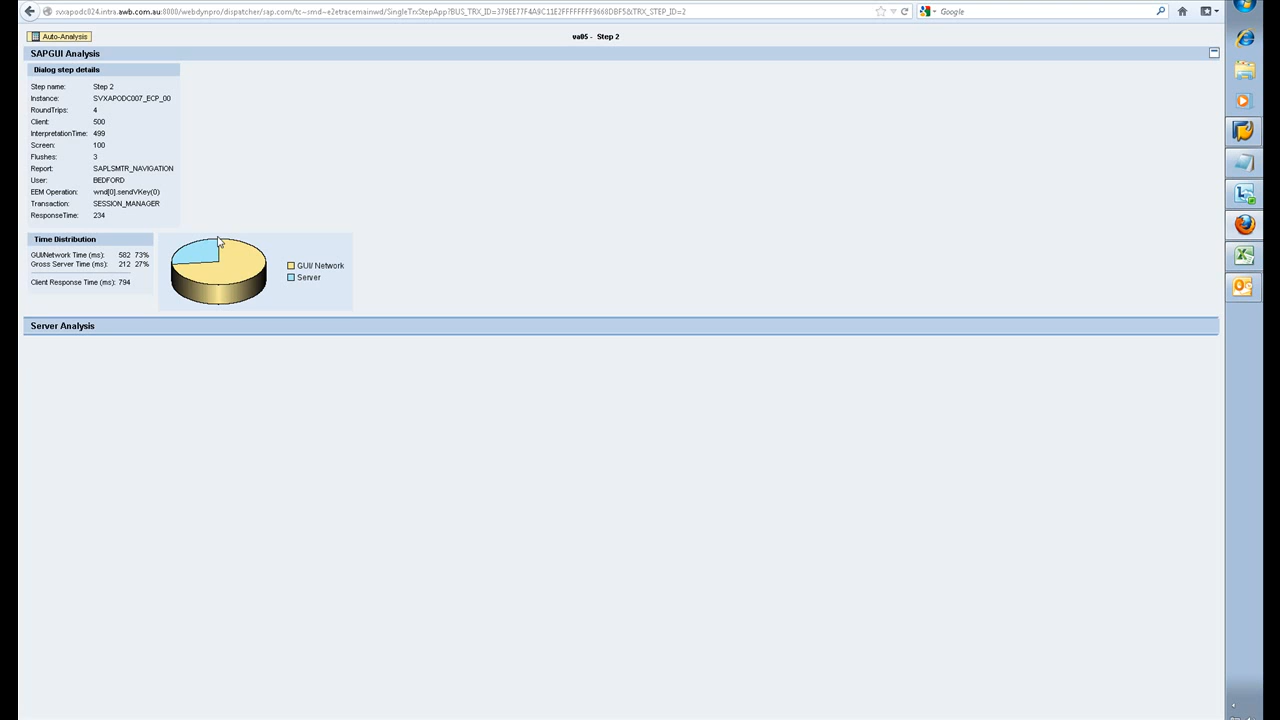 svxapodc024.intra.awb.com.au:8000/webdynpro/dispatcher/sap.com/tc~smd~e2etracemainwd/SingleTrxStepApp?BUS_TRX_ID=379EE77F4A9C11E2FFFFFFFF9668DBF5&TRX_STEP_ID=2
Google
Auto-Analysis
va05 - Step 2
SAPGUI Analysis
Dialog step details
Step name: Step 2
Instance: SVXAPODC007_ECP_00
RoundTrips: 4
Client: 500
InterpretationTime: 499
Screen: 100
Flushes: 3
Report: SAPLSMTR_NAVIGATION
User: BEDFORD
EEM Operation: wnd[0].sendVKey(0)
Transaction: SESSION_MANAGER
ResponseTime: 234
Time Distribution
GUI/Network Time (ms): 582 73%
Gross Server Time (ms): 212 27%
Client Response Time (ms): 794
GUI/ Network
Server
Server Analysis